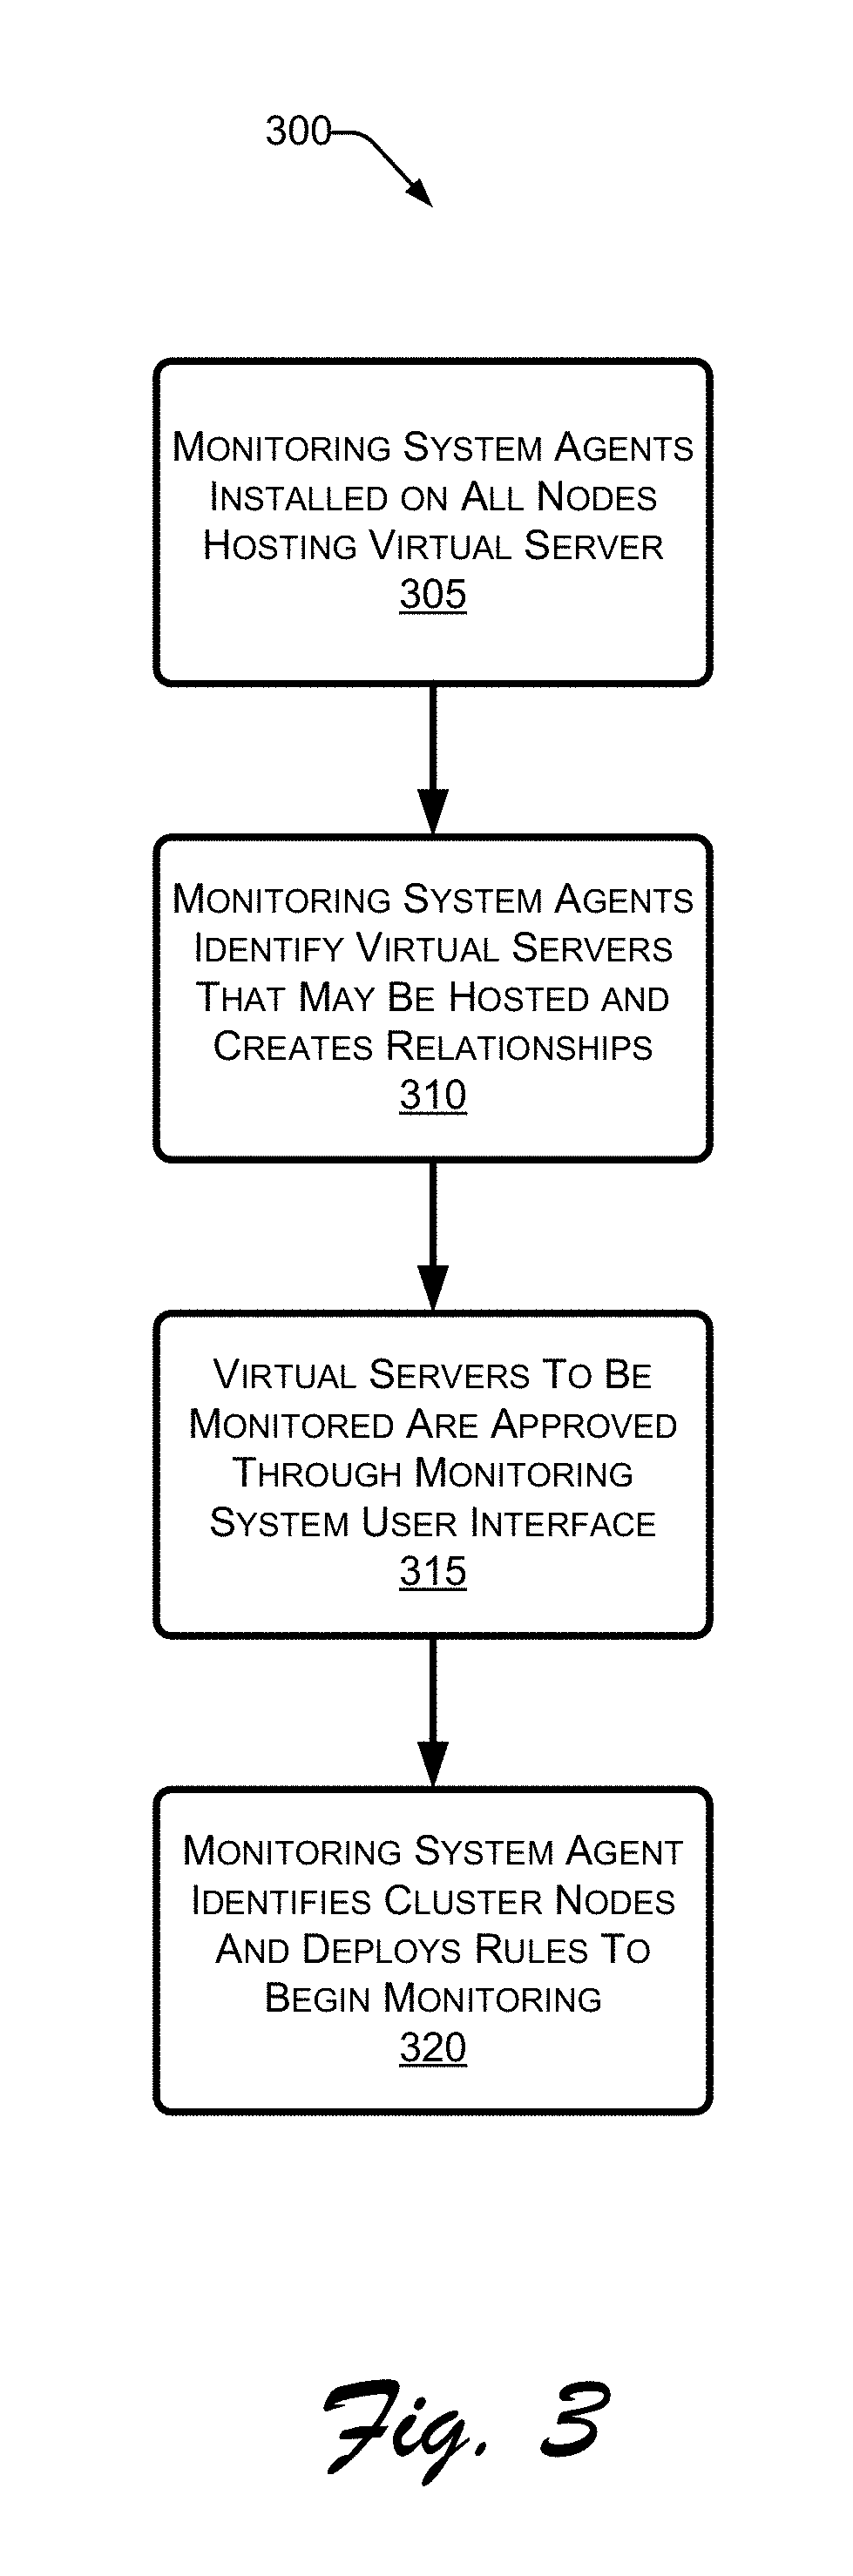 300
MONITORING SYSTEM AGENTS
INSTALLED ON ALL NODES
HOSTING VIRTUAL SERVER
305
MONITORING SYSTEM AGENTS
IDENTIFY VIRTUAL SERVERS
THAT MAY BE HOSTED AND
CREATES RELATIONSHIPS
310
VIRTUAL SERVERS TO BE
MONITORED ARE APPROVED
THROUGH MONITORING
SYSTEM USER INTERFACE
315
MONITORING SYSTEM AGENT
IDENTIFIES CLUSTER NODES
AND DEPLOYS RULES TO
BEGIN MONITORING
320
Fig. 3